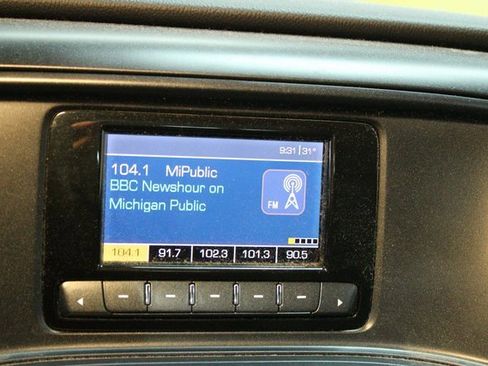 9:31 | 31°
104.1 MiPublic
BBC Newshour on
Michigan Public
FM
104.1 91.7 102.3 101.3 90.5